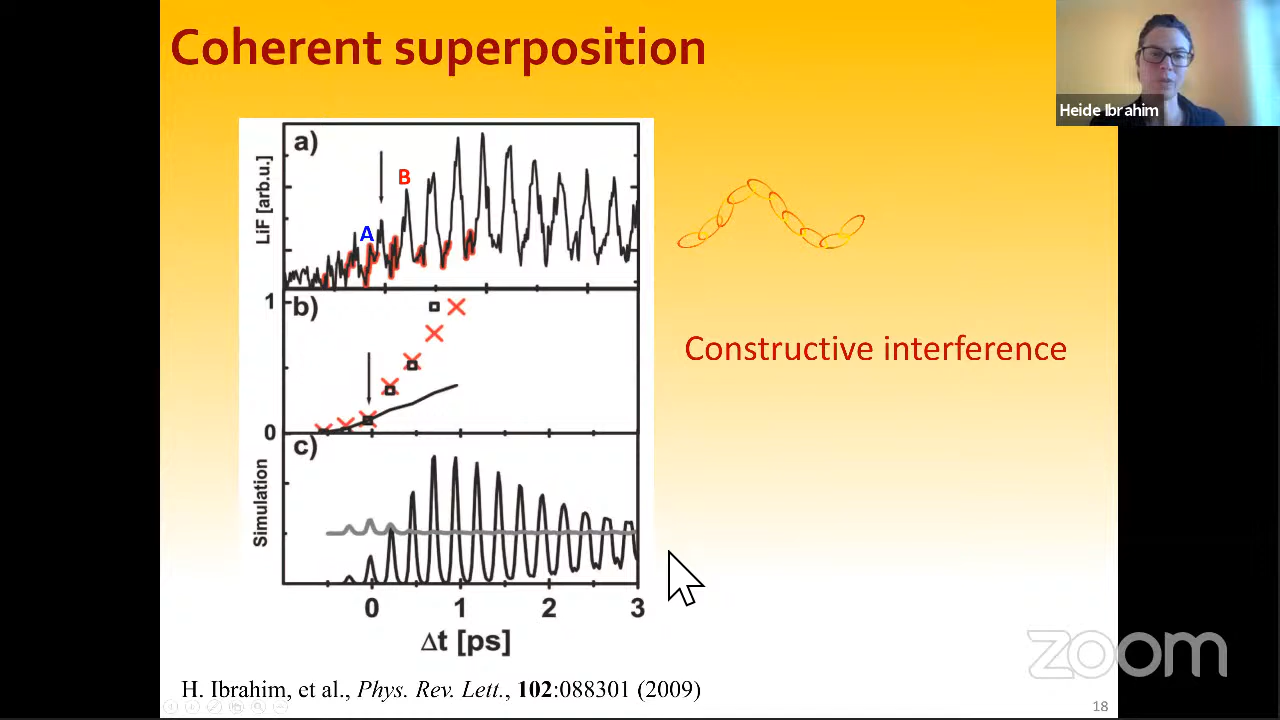 Coherent superposition
Heide Ibrahim
a)
B
A
LiF [arb.u.]
1
b)
0
c)
Simulation
Constructive interference
0 1 2 3
Δt [ps]
zoom
H. Ibrahim, et al., Phys. Rev. Lett., 102:088301 (2009)
18